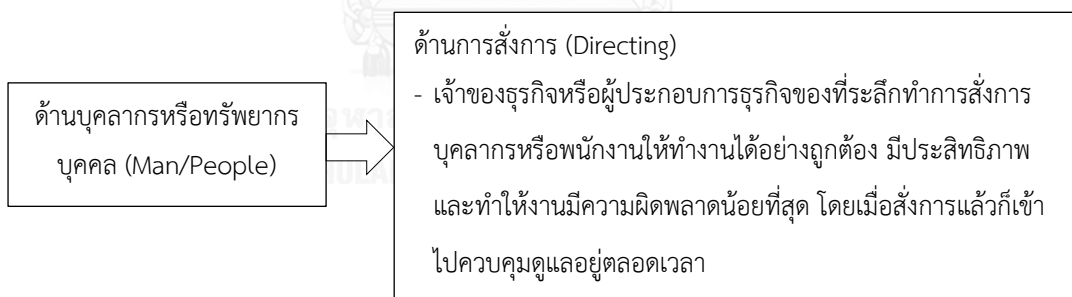 ด้านบุคลากรหรือทรัพยากร
บุคคล (Man/People)
ด้านการสั่งการ (Directing)
- เจ้าของธุรกิจหรือผู้ประกอบการธุรกิจของที่ระลึกทำการสั่งการ
บุคลากรหรือพนักงานให้ทำงานได้อย่างถูกต้อง มีประสิทธิภาพ
และทำให้งานมีความผิดพลาดน้อยที่สุด โดยเมื่อสั่งการแล้วก็เข้า
ไปควบคุมดูแลอยู่ตลอดเวลา